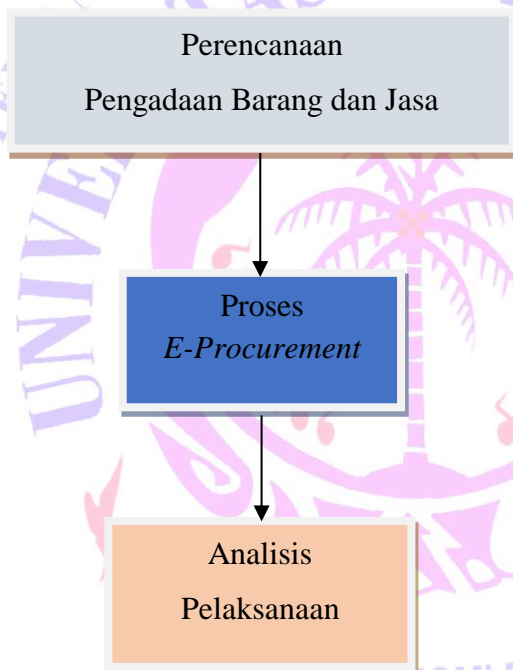 Perencanaan
Pengadaan Barang dan Jasa
Proses
E-Procurement
Analisis
Pelaksanaan